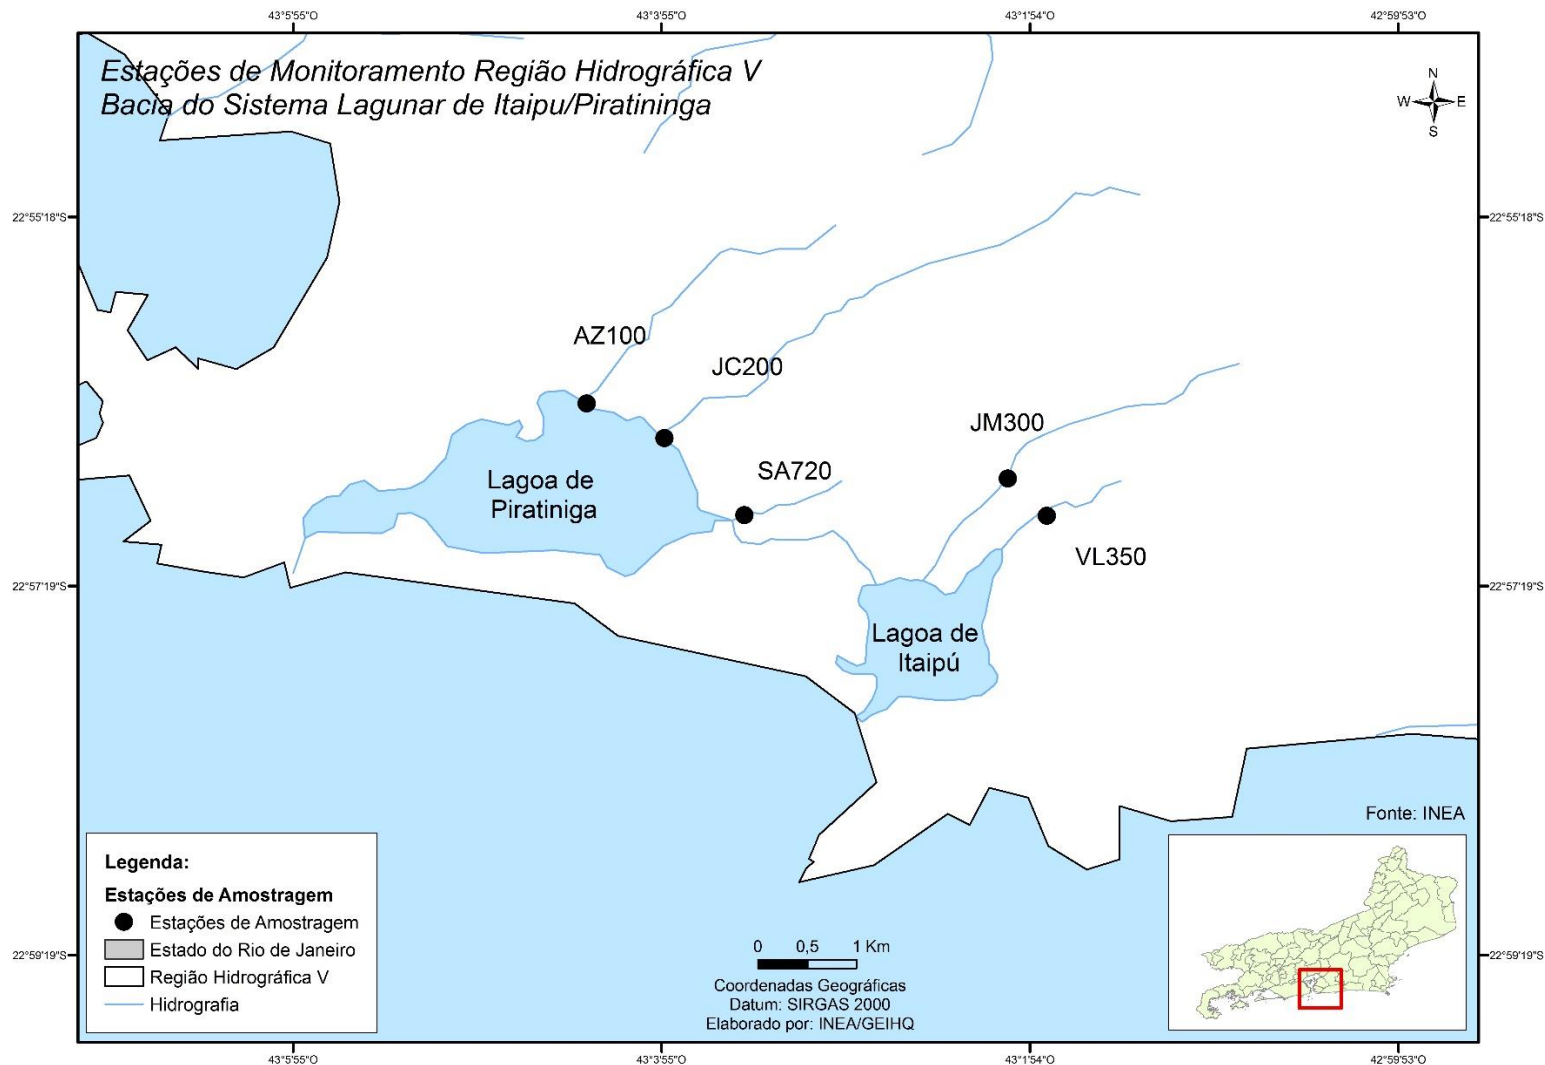 43°5'55"O
43°3'55"O
43°1'54"O
42°59'53"O
Estações de Monitoramento Região Hidrográfica V
Bacia do Sistema Lagunar de Itaipu/Piratininga
N
W
E
S
22°55'18"S
22°55'18"S
AZ100
JC200
JM300
SA720
Lagoa de
Piratiniga
VL350
22°57'19"S
22°57'19"S
Lagoa de
Itaipú
Fonte: INEA
Legenda:
Estações de Amostragem
Estações de Amostragem
Estado do Rio de Janeiro
Região Hidrográfica V
Hidrografia
0 0,5 1 Km
Coordenadas Geográficas
Datum: SIRGAS 2000
Elaborado por: INEA/GEIHQ
22°59'19"S
22°59'19"S
43°5'55"O
43°3'55"O
43°1'54"O
42°59'53"O